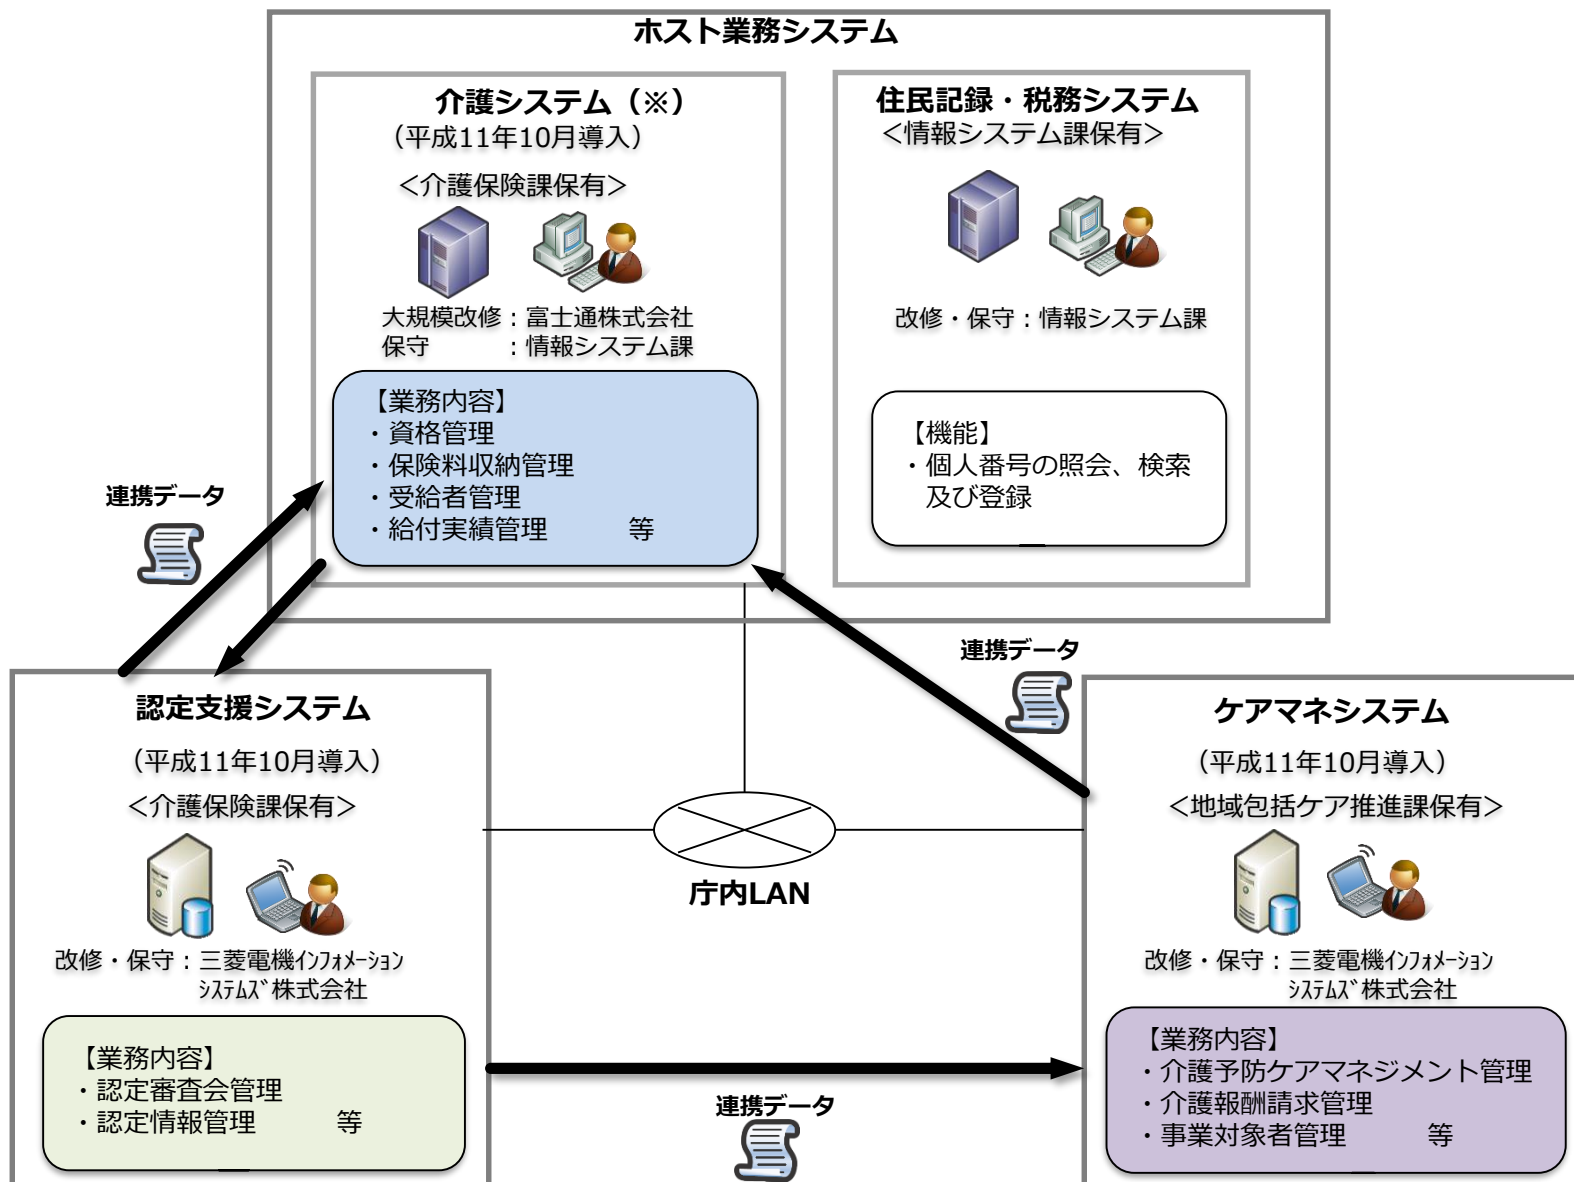 ホスト業務システム
介護システム（※）
（平成11年10月導入）
＜介護保険課保有＞
大規模改修：富士通株式会社
保守　　　：情報システム課
【業務内容】
・資格管理
・保険料収納管理
・受給者管理
・給付実績管理　　　等
住民記録・税務システム
＜情報システム課保有＞
改修・保守：情報システム課
【機能】
・個人番号の照会、検索
及び登録
連携データ
連携データ
認定支援システム
（平成11年10月導入）
＜介護保険課保有＞
改修・保守：三菱電機ｲﾝﾌｫﾒｰｼｮﾝ
ｼｽﾃﾑｽﾞ株式会社
【業務内容】
・認定審査会管理
・認定情報管理　　　等
庁内LAN
連携データ
ケアマネシステム
（平成11年10月導入）
＜地域包括ケア推進課保有＞
改修・保守：三菱電機ｲﾝﾌｫﾒｰｼｮﾝ
ｼｽﾃﾑｽﾞ株式会社
【業務内容】
・介護予防ケアマネジメント管理
・介護報酬請求管理
・事業対象者管理　　等